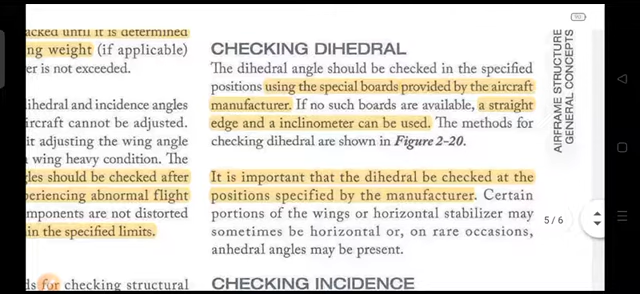 acked until it is determined
ng weight (if applicable)
er is not exceeded.
ihedral and incidence angles
ircraft cannot be adjusted.
it adjusting the wing angle
wing heavy condition. The
gles should be checked after
periencing abnormal flight
mponents are not distorted
in the specified limits.
ds for checking structural
CHECKING DIHEDRAL
The dihedral angle should be checked in the specified
positions using the special boards provided by the aircraft
manufacturer. If no such boards are available, a straight
edge and a inclinometer can be used. The methods for
checking dihedral are shown in Figure 2-20.
It is important that the dihedral be checked at the
positions specified by the manufacturer. Certain
portions of the wings or horizontal stabilizer may
sometimes be horizontal or, on rare occasions,
anhedral angles may be present.
CHECKING INCIDENCE
AIRFRAME STRUCTURE
GENERAL CONCEPTS
5/6
90